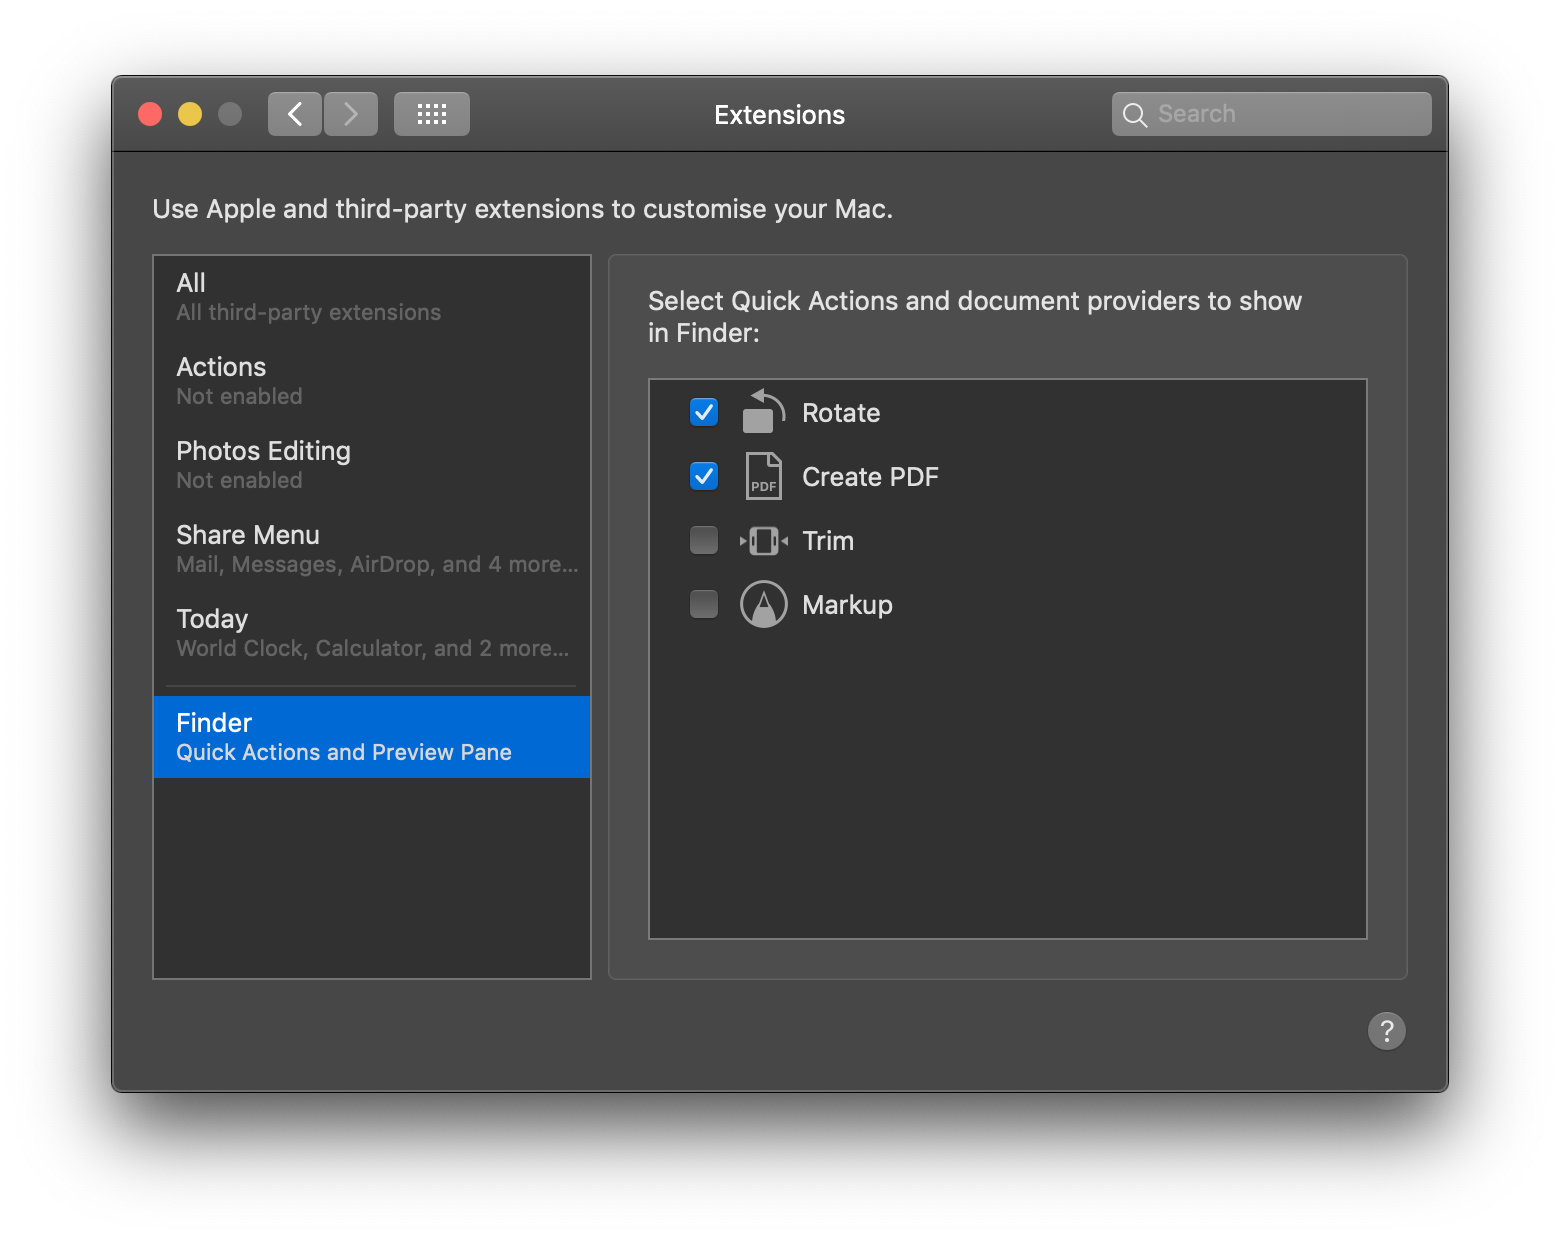 Extensions
Search
Use Apple and third-party extensions to customise your Mac.
All
All third-party extensions
Actions
Not enabled
Photos Editing
Not enabled
Share Menu
Mail, Messages, AirDrop, and 4 more...
Today
World Clock, Calculator, and 2 more...
Finder
Quick Actions and Preview Pane
Select Quick Actions and document providers to show
in Finder:
Rotate
PDF
Create PDF
Trim
Markup
?